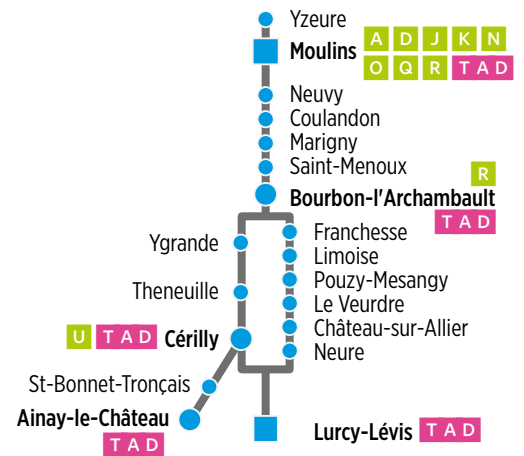 Yzeure
Moulins A D J K N
O Q R TAD
Neuvy
Coulandon
Marigny
Saint-Menoux
R
Bourbon-l'Archambault
TAD
Franchesse
Ygrande
Limoise
Pouzy-Mesangy
Theneuille
Le Veurdre
Château-sur-Allier
U TAD Cérilly
Neure
St-Bonnet-Tronçais
Ainay-le-Château
TAD
Lurcy-Lévis TAD